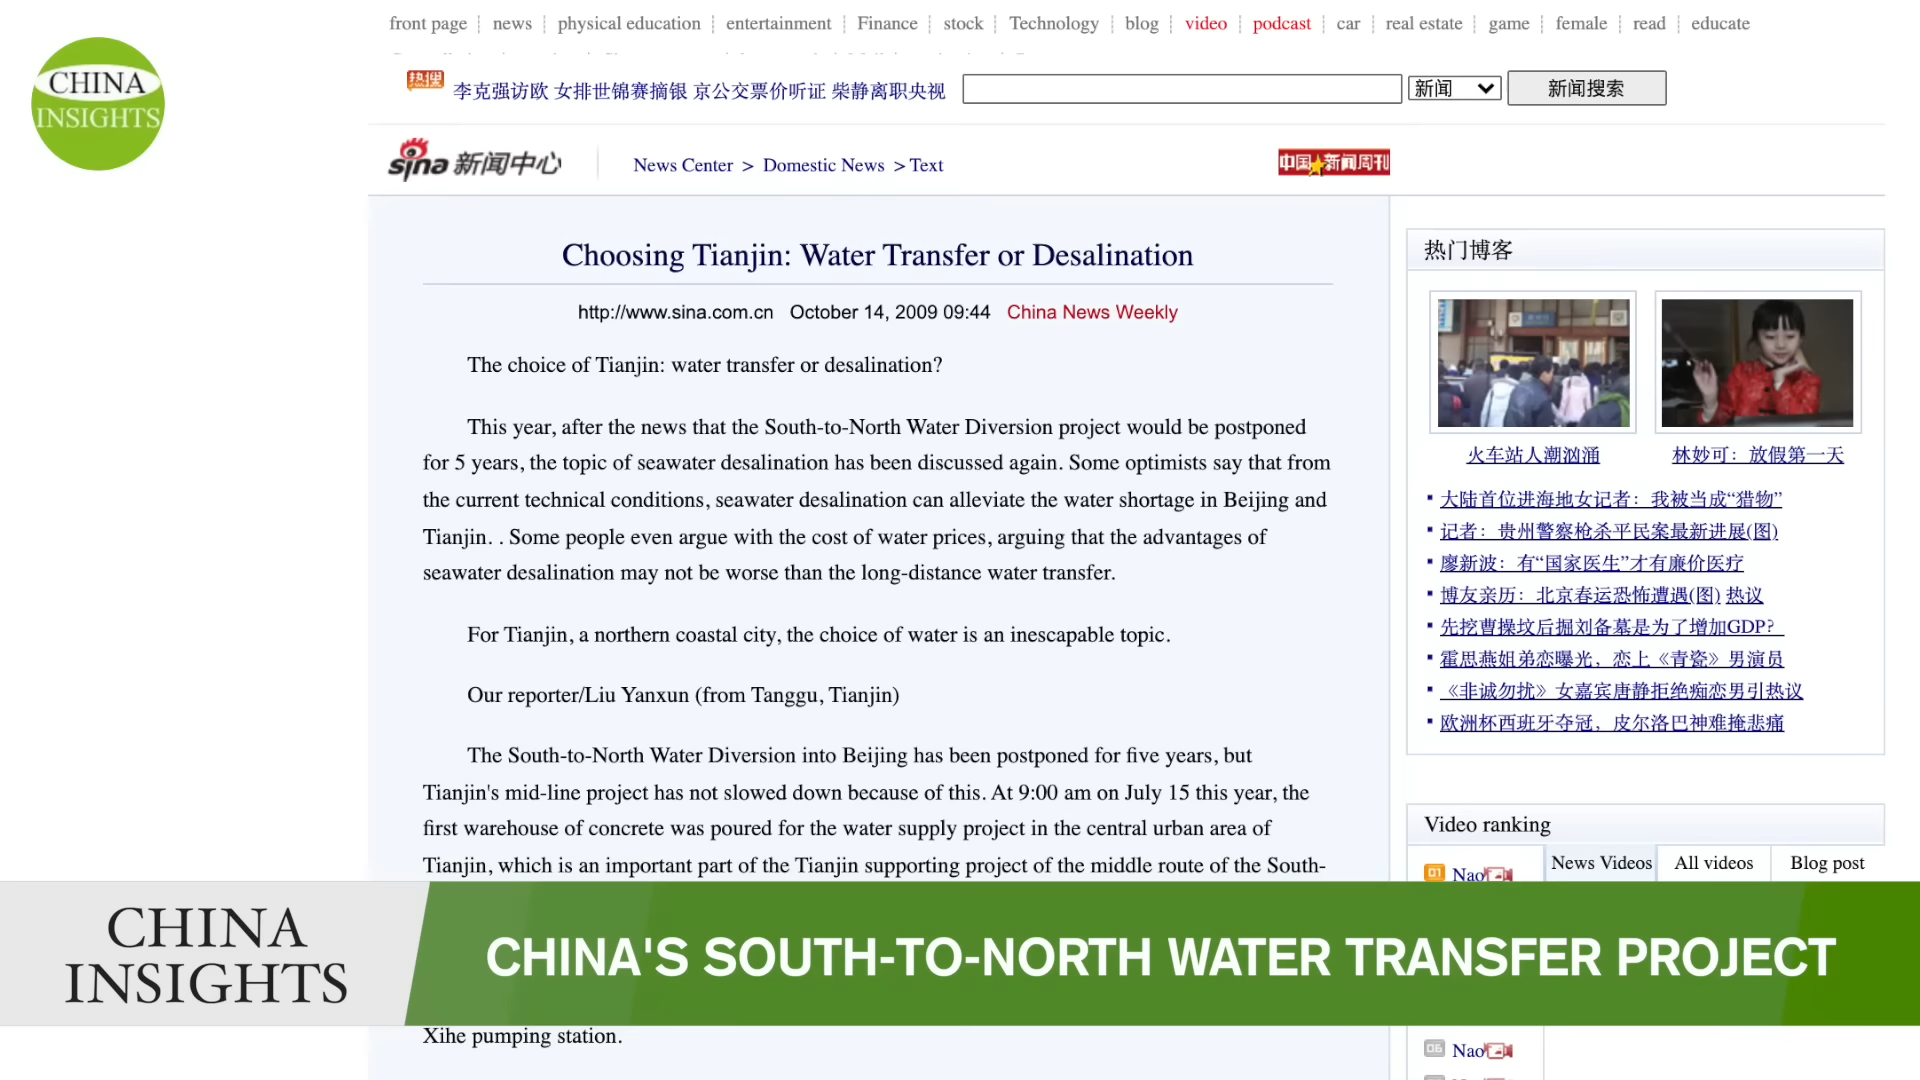 front page news physical education entertainment Finance stock Technology blog video podcast car real estate game female read educate
CHINA
INSIGHTS
热搜 李克强访欧 女排世锦赛摘银 京公交票价听证 柴静离职央视 新闻 新闻搜索
sina 新闻中心 News Center > Domestic News > Text 中国新闻周刊
Choosing Tianjin: Water Transfer or Desalination
http://www.sina.com.cn October 14, 2009 09:44 China News Weekly
The choice of Tianjin: water transfer or desalination?
This year, after the news that the South-to-North Water Diversion project would be postponed
for 5 years, the topic of seawater desalination has been discussed again. Some optimists say that from
the current technical conditions, seawater desalination can alleviate the water shortage in Beijing and
Tianjin. . Some people even argue with the cost of water prices, arguing that the advantages of
seawater desalination may not be worse than the long-distance water transfer.
For Tianjin, a northern coastal city, the choice of water is an inescapable topic.
Our reporter/Liu Yanxun (from Tanggu, Tianjin)
The South-to-North Water Diversion into Beijing has been postponed for five years, but
Tianjin's mid-line project has not slowed down because of this. At 9:00 am on July 15 this year, the
first warehouse of concrete was poured for the water supply project in the central urban area of
Tianjin, which is an important part of the Tianjin supporting project of the middle route of the South-
Xihe pumping station.
热门博客
火车站人潮汹涌 林妙可：放假第一天
大陆首位进海地女记者：我被当成“猎物”
记者：贵州警察枪杀平民案最新进展(图)
廖新波：有“国家医生”才有廉价医疗
博友亲历：北京春运恐怖遭遇(图) 热议
先挖曹操坟后掘刘备墓是为了增加GDP？
霍思燕姐弟恋曝光，恋上《青瓷》男演员
《非诚勿扰》女嘉宾唐静拒绝痴恋男引热议
欧洲杯西班牙夺冠，皮尔洛巴神难掩悲痛
Video ranking
News Videos All videos Blog post
01 Nao
06 Nao
CHINA
INSIGHTS
CHINA'S SOUTH-TO-NORTH WATER TRANSFER PROJECT